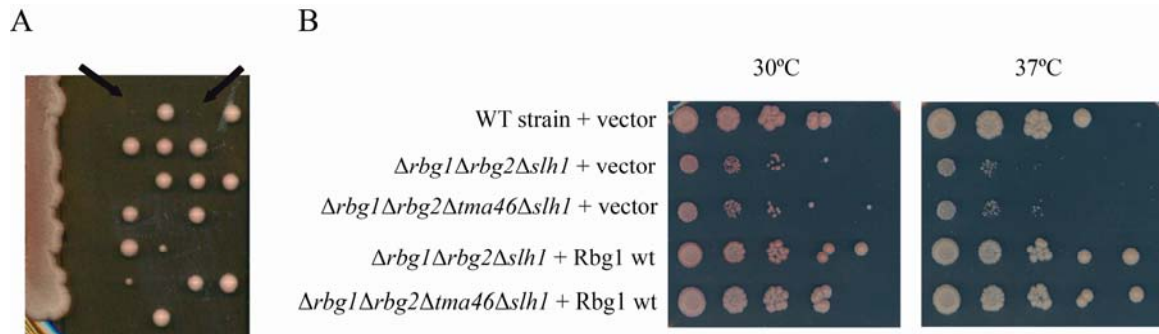 A
B
30ºC
37ºC
WT strain + vector
Δrbg1Δrbg2Δslh1 + vector
Δrbg1Δrbg2Δtma46Δslh1 + vector
Δrbg1Δrbg2Δslh1 + Rbg1 wt
Δrbg1Δrbg2Δtma46Δslh1 + Rbg1 wt